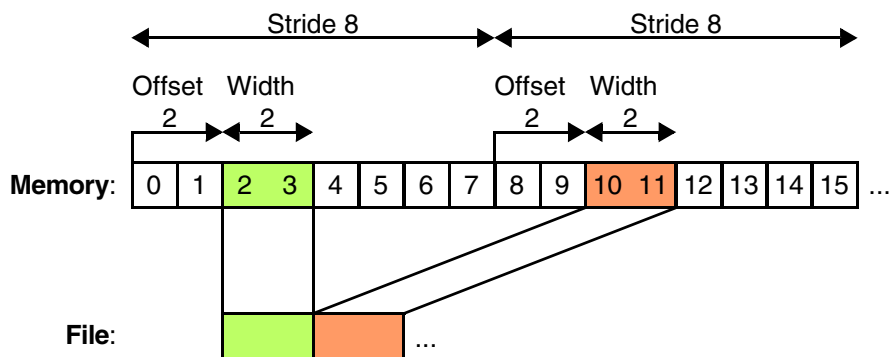 Stride 8 Stride 8
Offset Width Offset Width
2 2 2 2
Memory: 0 1 2 3 4 5 6 7 8 9 10 11 12 13 14 15 ...
File: ...